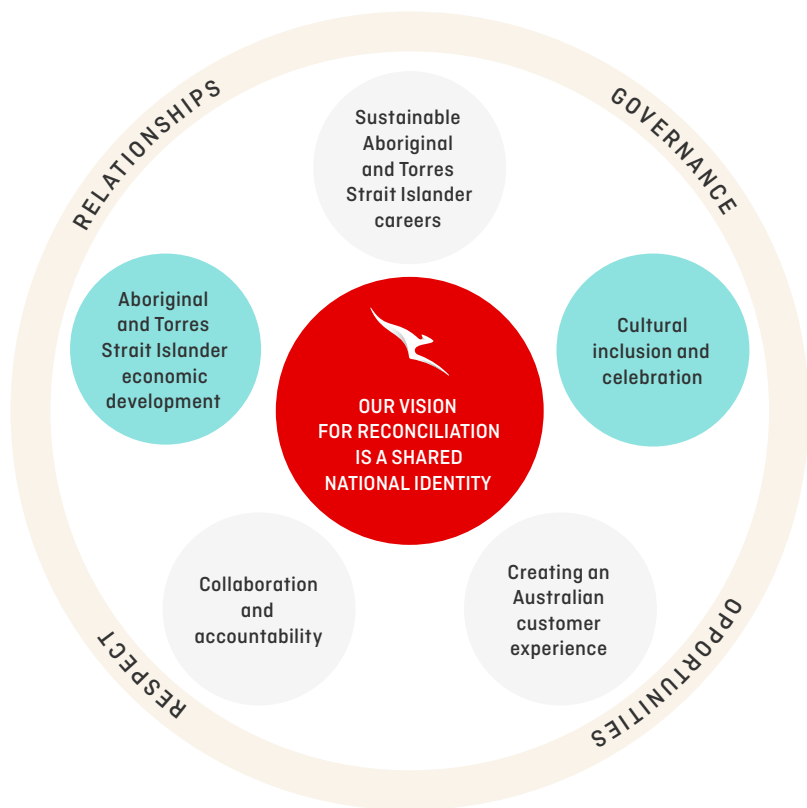 RELATIONSHIPS
GOVERNANCE
Sustainable
Aboriginal
and Torres
Strait Islander
careers
Aboriginal
and Torres
Strait Islander
economic
development
Cultural
inclusion and
celebration
OUR VISION
FOR RECONCILIATION
IS A SHARED
NATIONAL IDENTITY
Collaboration
and
accountability
Creating an
Australian
customer
experience
RESPECT
OPPORTUNITIES